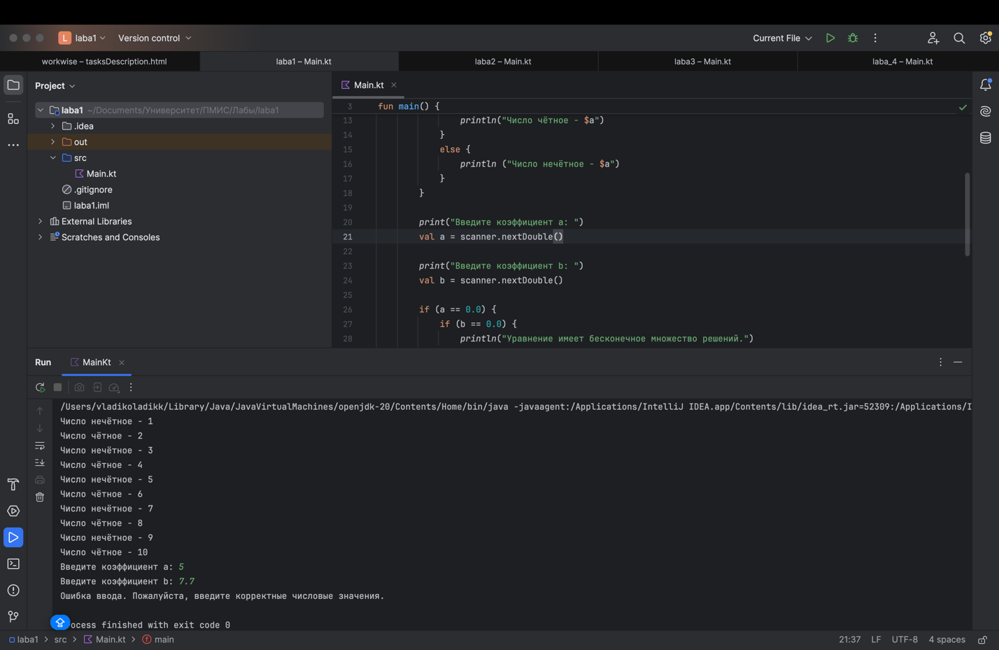 L laba1 Version control Current File
workwise – tasksDescription.html laba1 – Main.kt laba2 – Main.kt laba3 – Main.kt laba_4 – Main.kt
Project
laba1 ~/Documents/Университет/ПМИС/Лабы/laba1
.idea
out
src
Main.kt
.gitignore
laba1.iml
External Libraries
Scratches and Consoles
Main.kt
3 fun main() {
13 println("Число чётное - $a")
14 }
15 else {
16 println ("Число нечётное - $a")
17 }
18 }
19
20 print("Введите коэффициент a: ")
21 val a = scanner.nextDouble()
22
23 print("Введите коэффициент b: ")
24 val b = scanner.nextDouble()
25
26 if (a == 0.0) {
27 if (b == 0.0) {
28 println("Уравнение имеет бесконечное множество решений.")
Run MainKt
/Users/vladikoladikk/Library/Java/JavaVirtualMachines/openjdk-20/Contents/Home/bin/java -javaagent:/Applications/IntelliJ IDEA.app/Contents/lib/idea_rt.jar=52309:/Applications/I
Число нечётное - 1
Число чётное - 2
Число нечётное - 3
Число чётное - 4
Число нечётное - 5
Число чётное - 6
Число нечётное - 7
Число чётное - 8
Число нечётное - 9
Число чётное - 10
Введите коэффициент a: 5
Введите коэффициент b: 7.7
Ошибка ввода. Пожалуйста, введите корректные числовые значения.
ocess finished with exit code 0
laba1 > src > Main.kt > f main 21:37 LF UTF-8 4 spaces